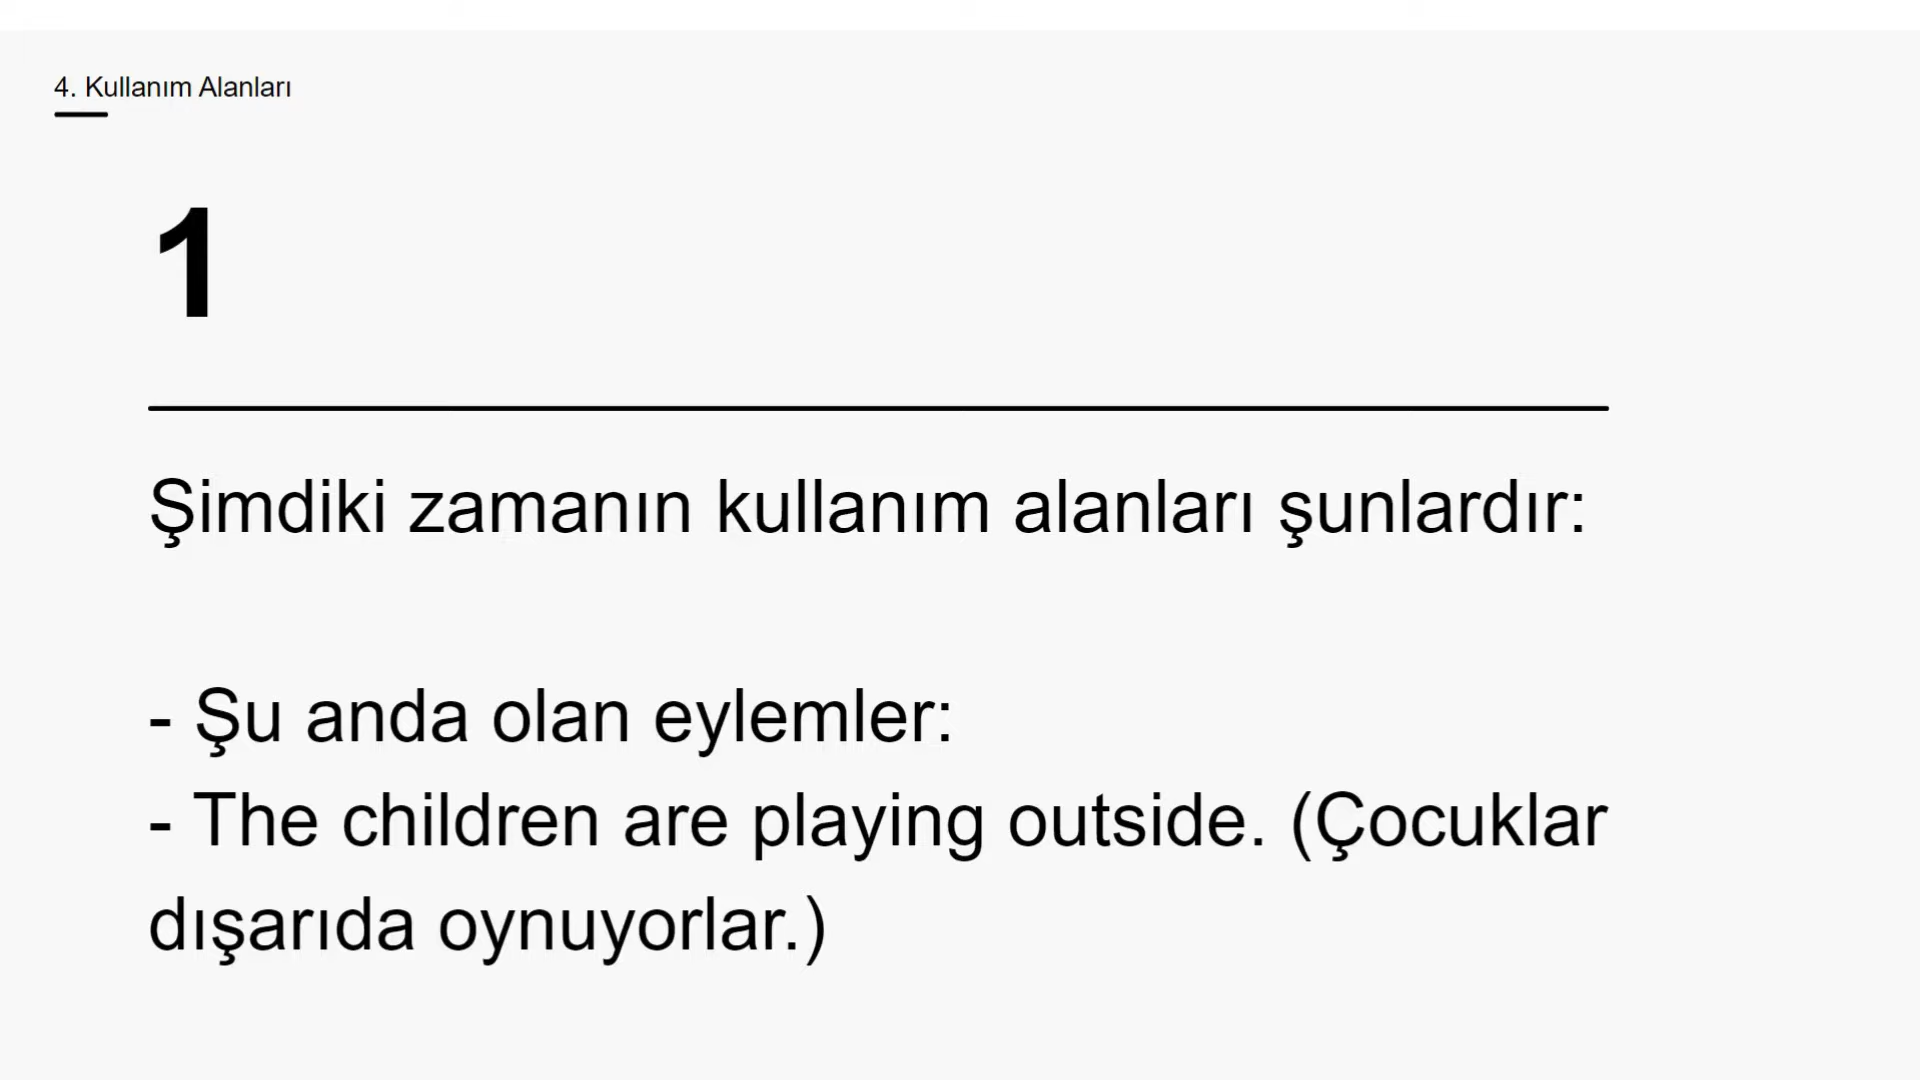 4. Kullanım Alanları
1
Şimdiki zamanın kullanım alanları şunlardır:
- Şu anda olan eylemler:
- The children are playing outside. (Çocuklar
dışarıda oynuyorlar.)